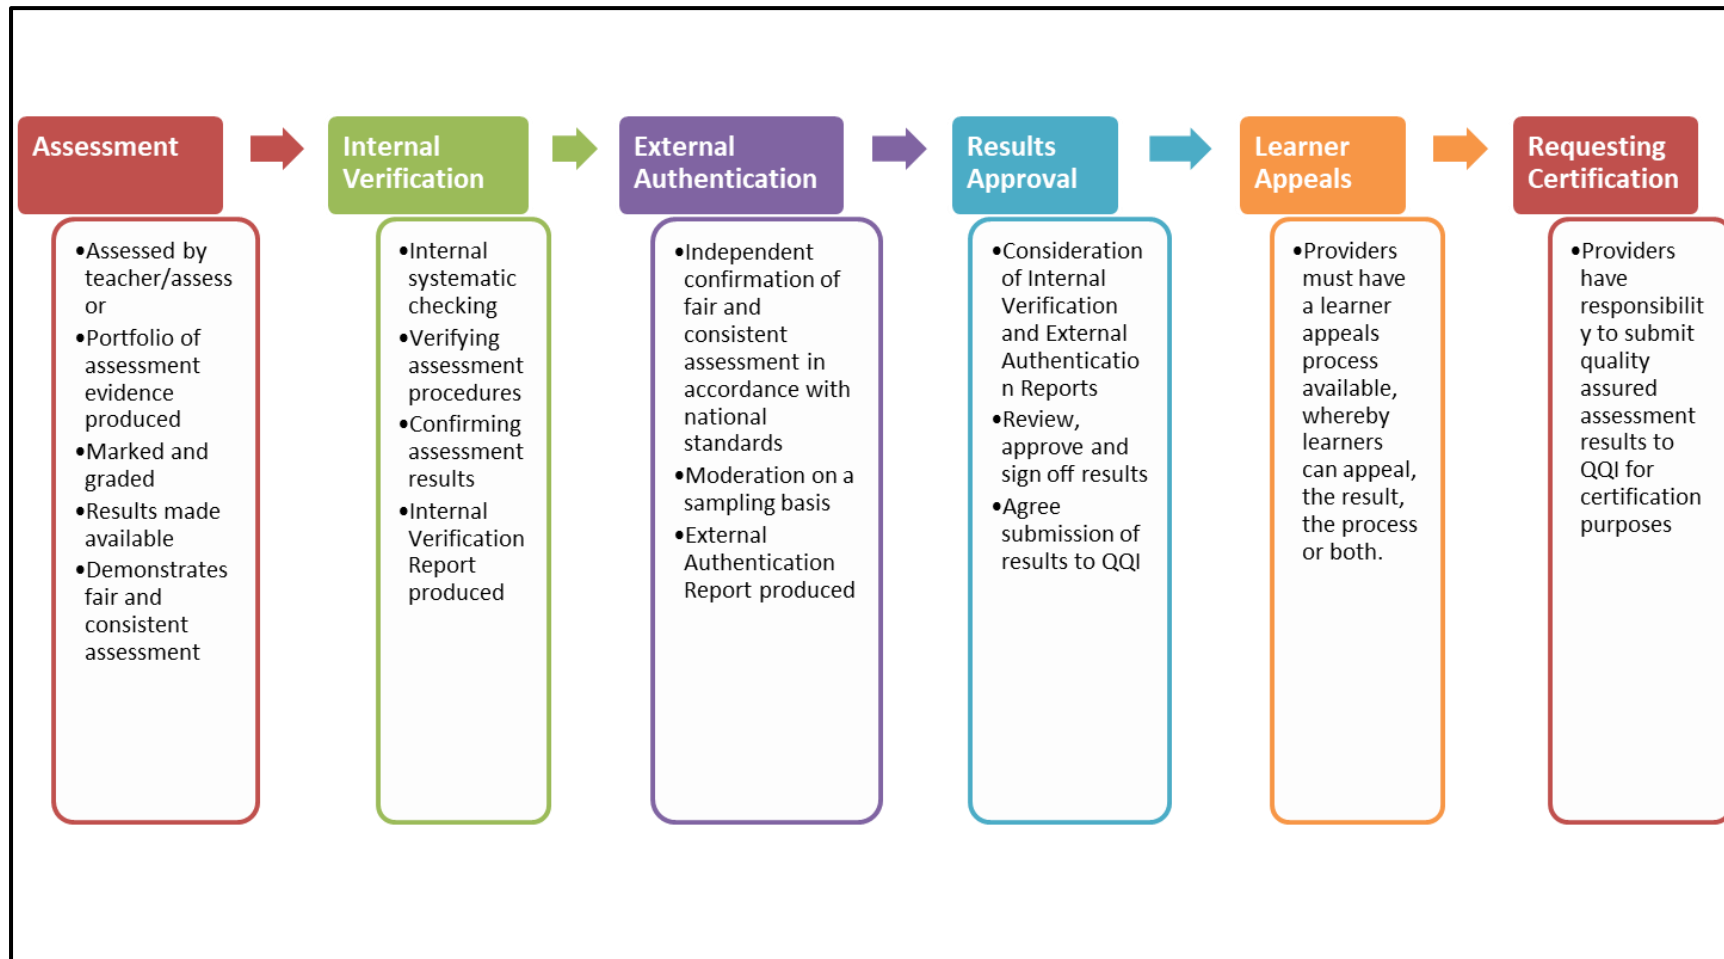 Assessment
•Assessed by
teacher/assess
or
•Portfolio of
assessment
evidence
produced
•Marked and
graded
•Results made
available
•Demonstrates
fair and
consistent
assessment
Internal
Verification
•Internal
systematic
checking
•Verifying
assessment
procedures
•Confirming
assessment
results
•Internal
Verification
Report
produced
External
Authentication
•Independent
confirmation of
fair and
consistent
assessment in
accordance with
national
standards
•Moderation on a
sampling basis
•External
Authentication
Report produced
Results
Approval
•Consideration
of Internal
Verification
and External
Authenticatio
n Reports
•Review,
approve and
sign off results
•Agree
submission of
results to QQI
Learner
Appeals
•Providers
must have
a learner
appeals
process
available,
whereby
learners
can appeal,
the result,
the process
or both.
Requesting
Certification
•Providers
have
responsibilit
y to submit
quality
assured
assessment
results to
QQI for
certification
purposes